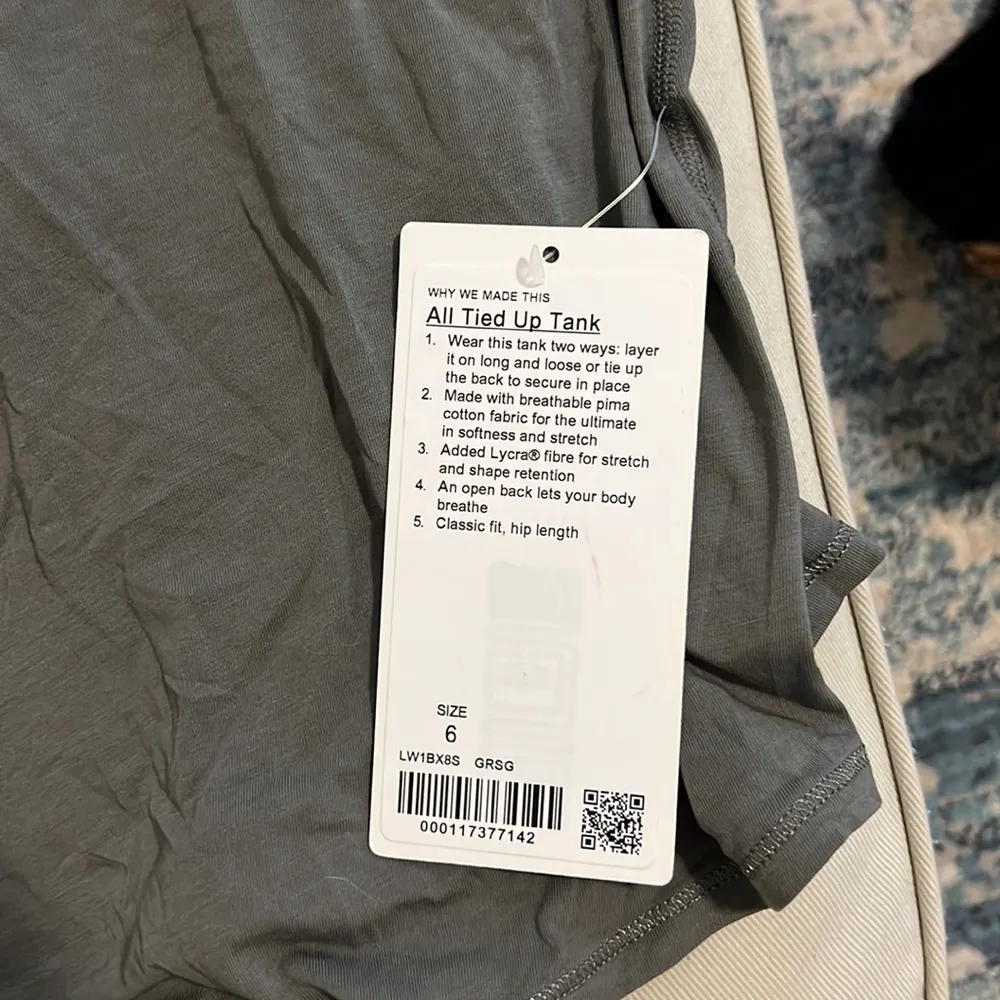 WHY WE MADE THIS
All Tied Up Tank
1. Wear this tank two ways: layer
it on long and loose or tie up
the back to secure in place
2. Made with breathable pima
cotton fabric for the ultimate
in softness and stretch
3. Added Lycra® fibre for stretch
and shape retention
4. An open back lets your body
breathe
5. Classic fit, hip length
SIZE
6
LW1BX8S GRSG
000117377142